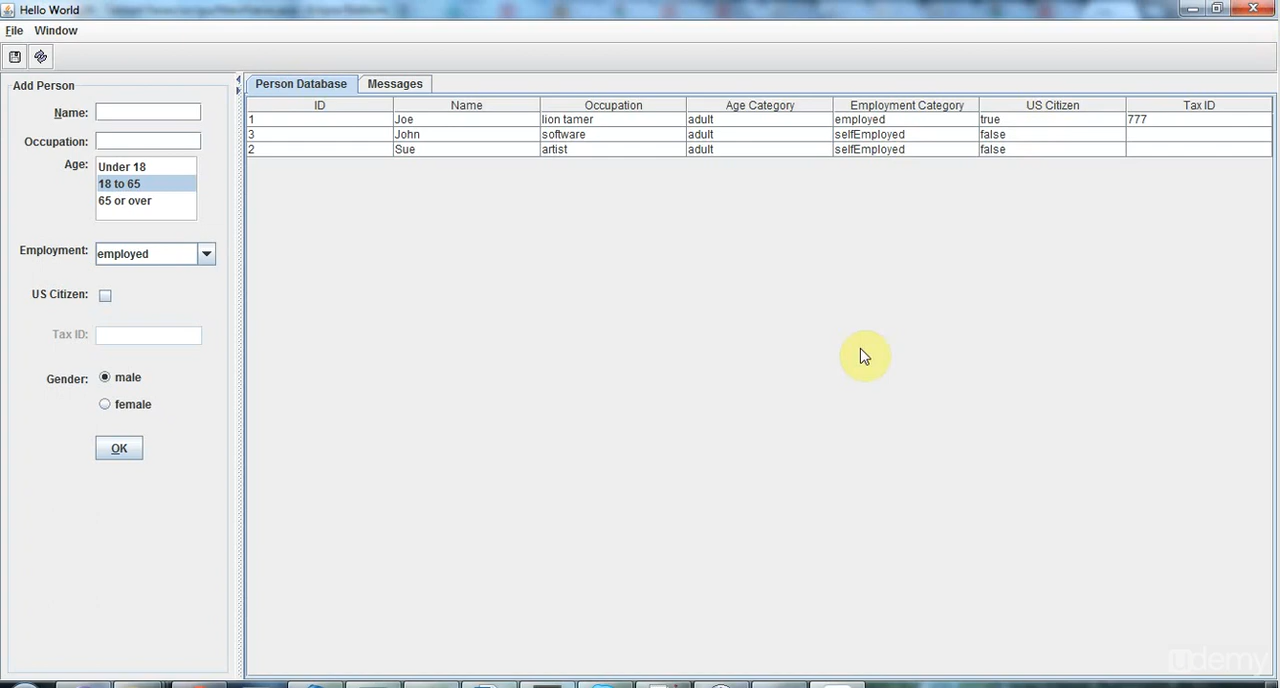 Hello World
File Window
Add Person
Name:
Occupation:
Age:
Under 18
18 to 65
65 or over
Employment: employed
US Citizen:
Tax ID:
Gender: male
female
OK
Person Database Messages
ID Name Occupation Age Category Employment Category US Citizen Tax ID
1 Joe lion tamer adult employed true 777
3 John software adult selfEmployed false
2 Sue artist adult selfEmployed false
udemy